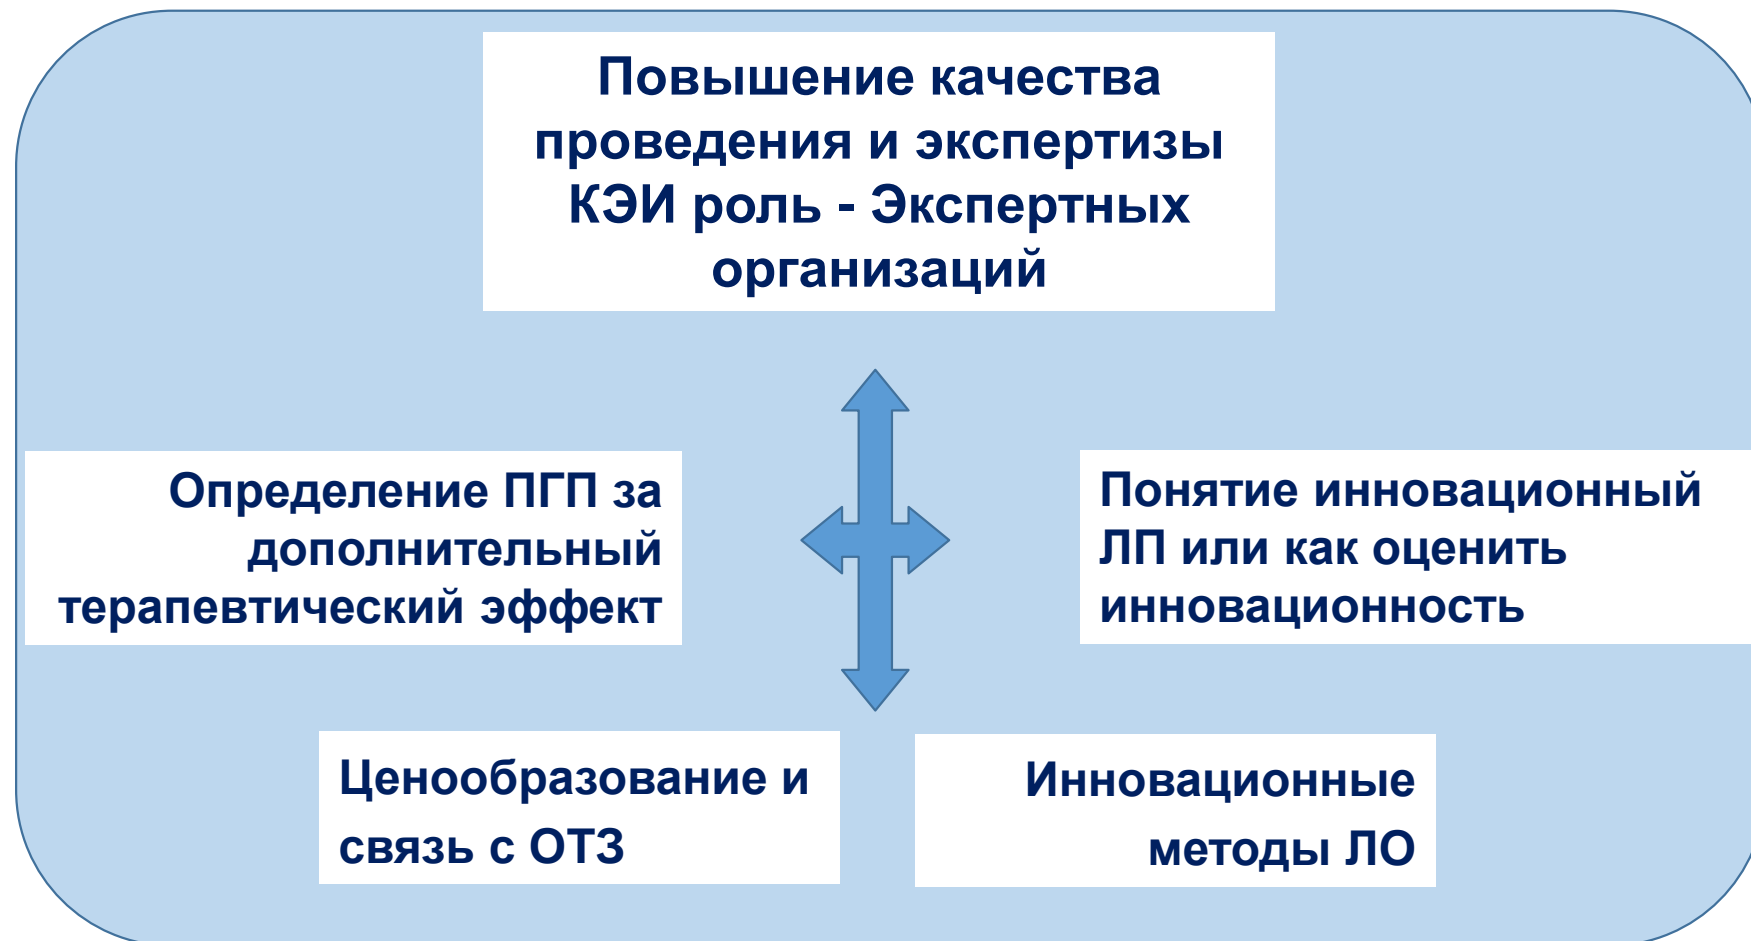 Повышение качества
проведения и экспертизы
КЭИ роль - Экспертных
организаций
Определение ПГП за
дополнительный
терапевтический эффект
Понятие инновационный
ЛП или как оценить
инновационность
Ценообразование и
связь с ОТЗ
Инновационные
методы ЛО